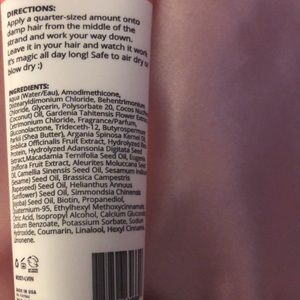 DIRECTIONS:
Apply a quarter-sized amount onto
damp hair from the middle of the
strand and work your way down.
Leave it in your hair and watch it work
it's magic all day long! Safe to air dry or
blow dry :)
INGREDIENTS:
Aqua (Water/Eau), Amodimethicone,
Distearyldimonium Chloride, Behentrimonium
Chloride, Glycerin, Polysorbate 20, Cocos Nucifera
(Coconut) Oil, Gardenia Tahitensis Flower Extract,
Cetrimonium Chloride, Fragrance/Parfum,
Gluconolactone, Trideceth-12, Butyrospermum
Parkii (Shea Butter), Argania Spinosa Kernel Oil,
Emblica Officinalis Fruit Extract, Hydrolyzed
Protein, Hydrolyzed Adansonia Digitata Seed
Extract, Macadamia Ternifolia Seed Oil,
Fruit Extract, Aleurites Moluccana Seed
Oil, Camellia Sinensis Seed Oil, Sesamum Indicum
(Sesame) Seed Oil, Brassica Campestris
(Rapeseed) Seed Oil, Helianthus Annuus
(Sunflower) Seed Oil, Simmondsia Chinensis
(Jojoba) Seed Oil, Biotin, Propanediol,
Quaternium-95, Ethylhexyl Methoxycinnamate,
Citric Acid, Isopropyl Alcohol, Calcium Gluconate,
Sodium Benzoate, Potassium Sorbate, Sodium
Hydroxide, Coumarin, Linalool, Hexyl Cinnamal,
Limonene.
MADE IN USA